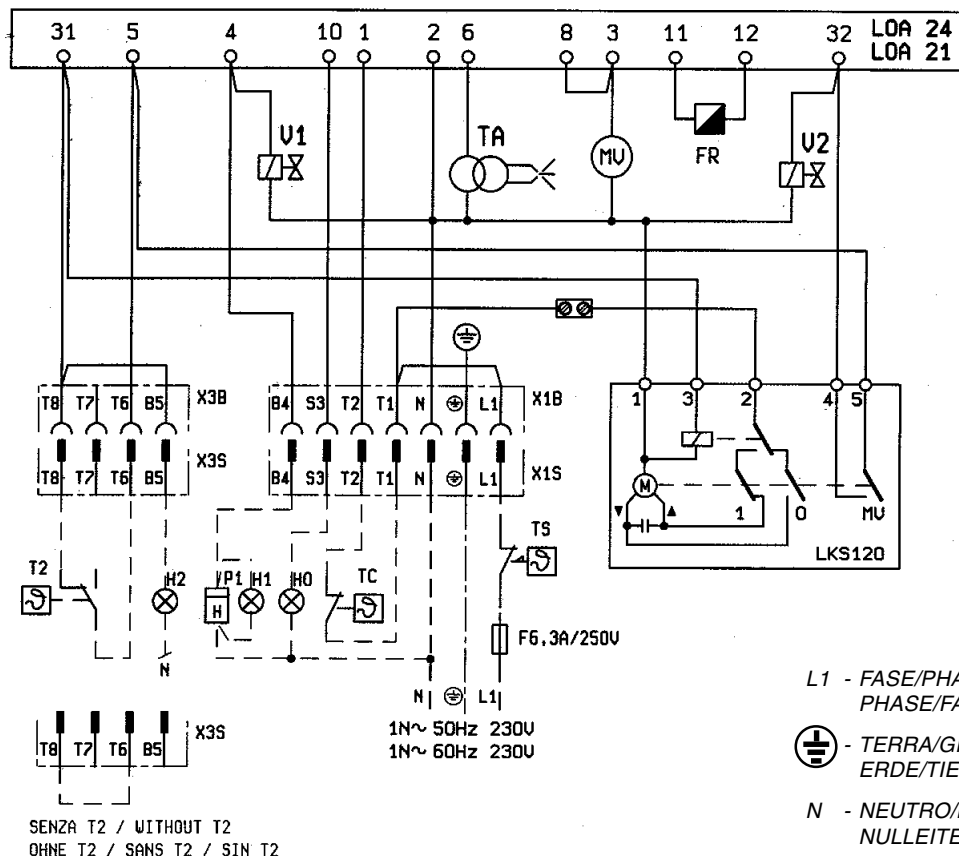 31 5 4 10 1 2 6 8 3 11 12 32 LOA 24
LOA 21
V1 TA MV FR V2
T8 T7 T6 B5 X3B
T8 T7 T6 B5 X3S
B4 S3 T2 T1 N L1 X1B
B4 S3 T2 T1 N L1 X1S
1 3 2 4 5
M
1 0 MV
LKS120
T2 H2 P1 H1 H0 TC TS
H
F6,3A/250V
N
N L1
1N~ 50Hz 230V
1N~ 60Hz 230V
T8 T7 T6 B5 X3S
SENZA T2 / WITHOUT T2
OHNE T2 / SANS T2 / SIN T2
L1 - FASE/PHA
PHASE/FA
- TERRA/G
ERDE/TIE
N - NEUTRO/
NULLEITE